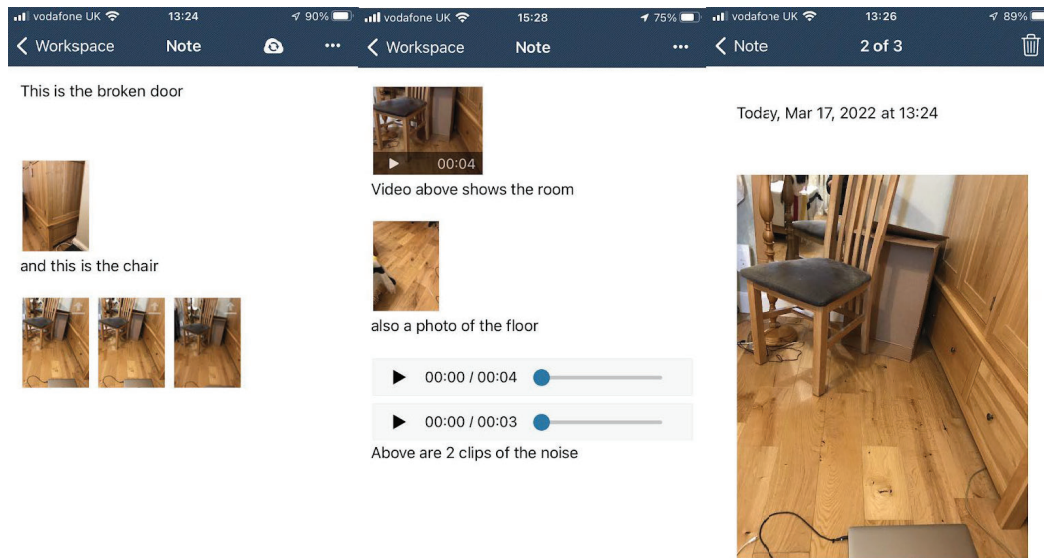 vodafone UK 13:24 90%
Workspace Note
This is the broken door
and this is the chair
vodafone UK 15:28 75%
Workspace Note
00:04
Video above shows the room
also a photo of the floor
00:00 / 00:04
00:00 / 00:03
Above are 2 clips of the noise
vodafone UK 13:26 89%
Note 2 of 3
Today, Mar 17, 2022 at 13:24